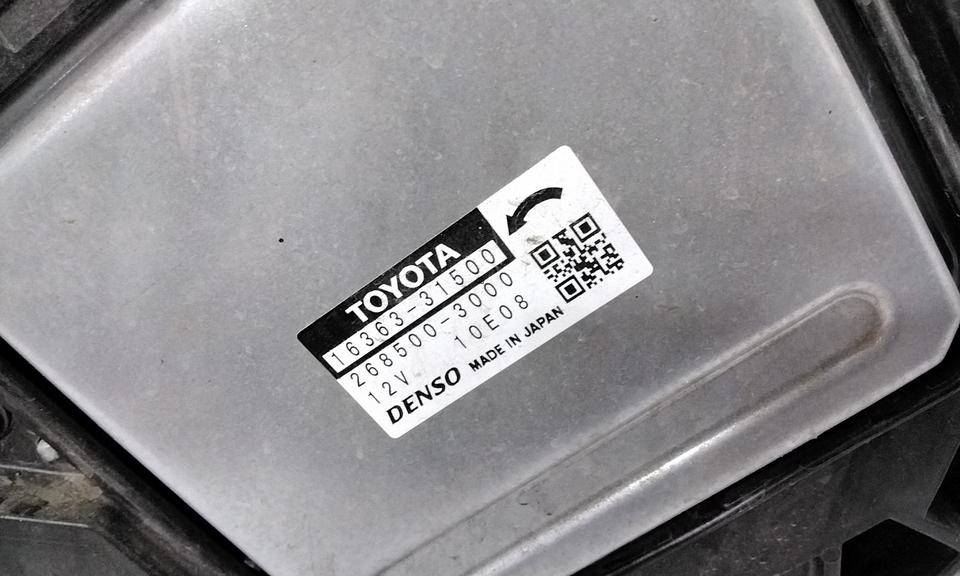 TOYOTA
16363-31500
268500-3000
12V 10E08
DENSO MADE IN JAPAN